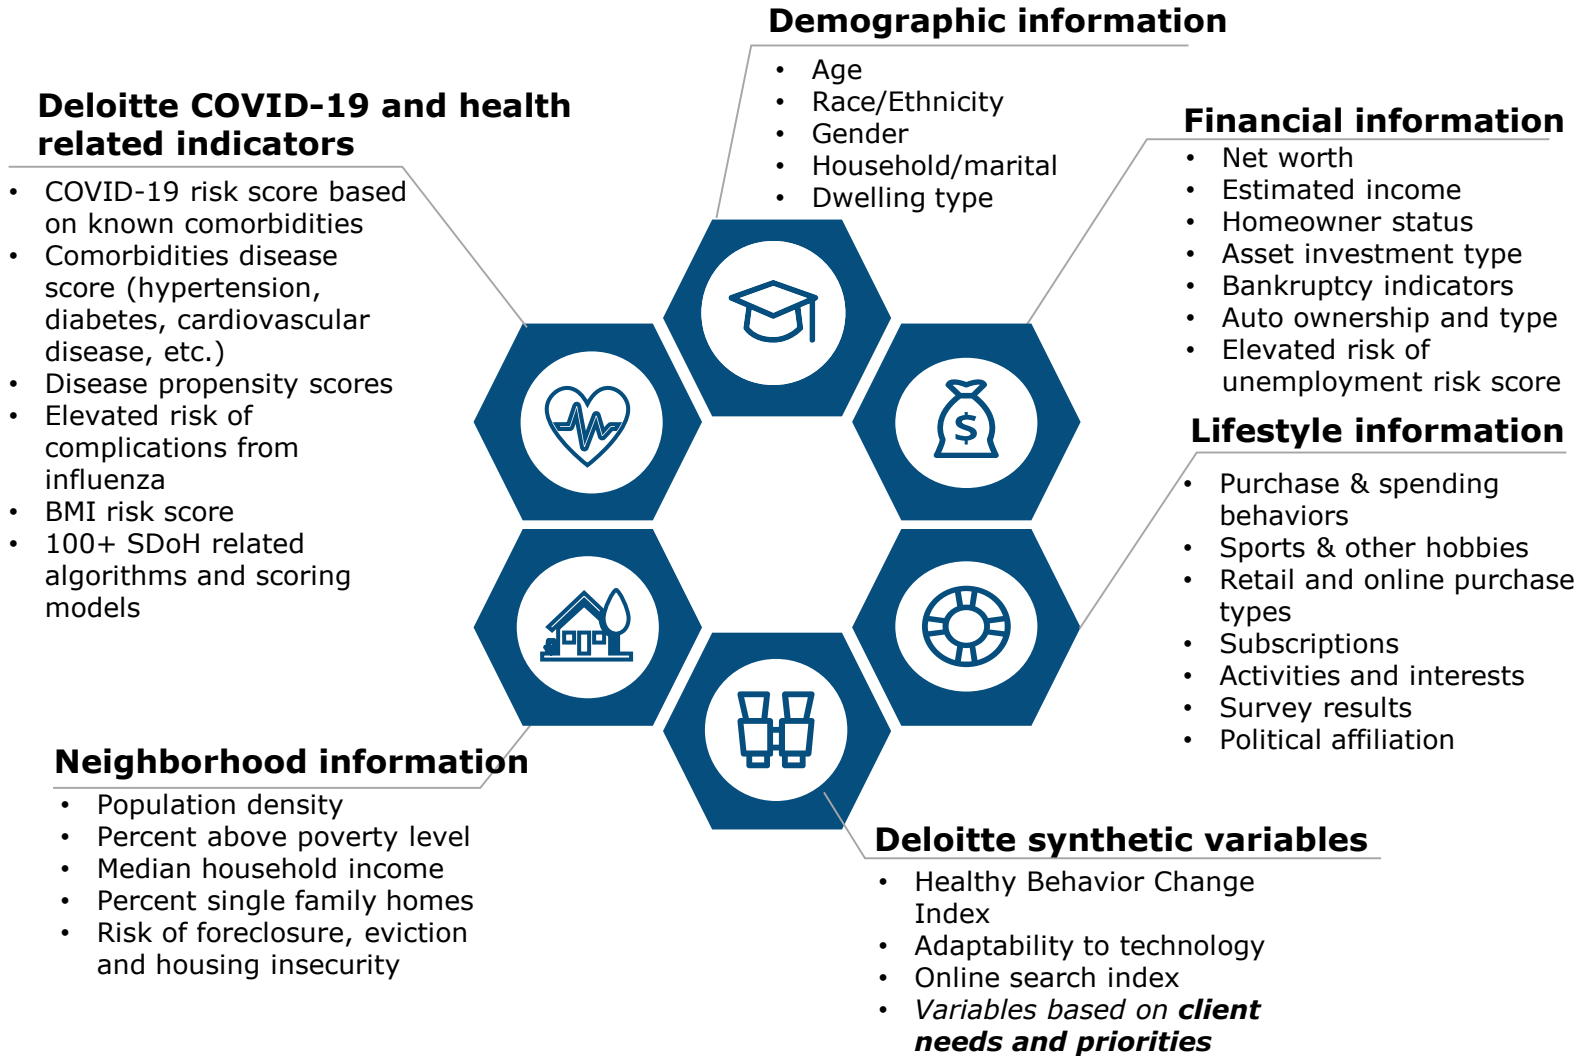 Demographic information
• Age
• Race/Ethnicity
• Gender
• Household/marital
• Dwelling type
Deloitte COVID-19 and health
related indicators
• COVID-19 risk score based
on known comorbidities
• Comorbidities disease
score (hypertension,
diabetes, cardiovascular
disease, etc.)
• Disease propensity scores
• Elevated risk of
complications from
influenza
• BMI risk score
• 100+ SDoH related
algorithms and scoring
models
Financial information
• Net worth
• Estimated income
• Homeowner status
• Asset investment type
• Bankruptcy indicators
• Auto ownership and type
• Elevated risk of
unemployment risk score
$
Lifestyle information
• Purchase & spending
behaviors
• Sports & other hobbies
• Retail and online purchase
types
• Subscriptions
• Activities and interests
• Survey results
• Political affiliation
Neighborhood information
• Population density
• Percent above poverty level
• Median household income
• Percent single family homes
• Risk of foreclosure, eviction
and housing insecurity
Deloitte synthetic variables
• Healthy Behavior Change
Index
• Adaptability to technology
• Online search index
• Variables based on client
needs and priorities